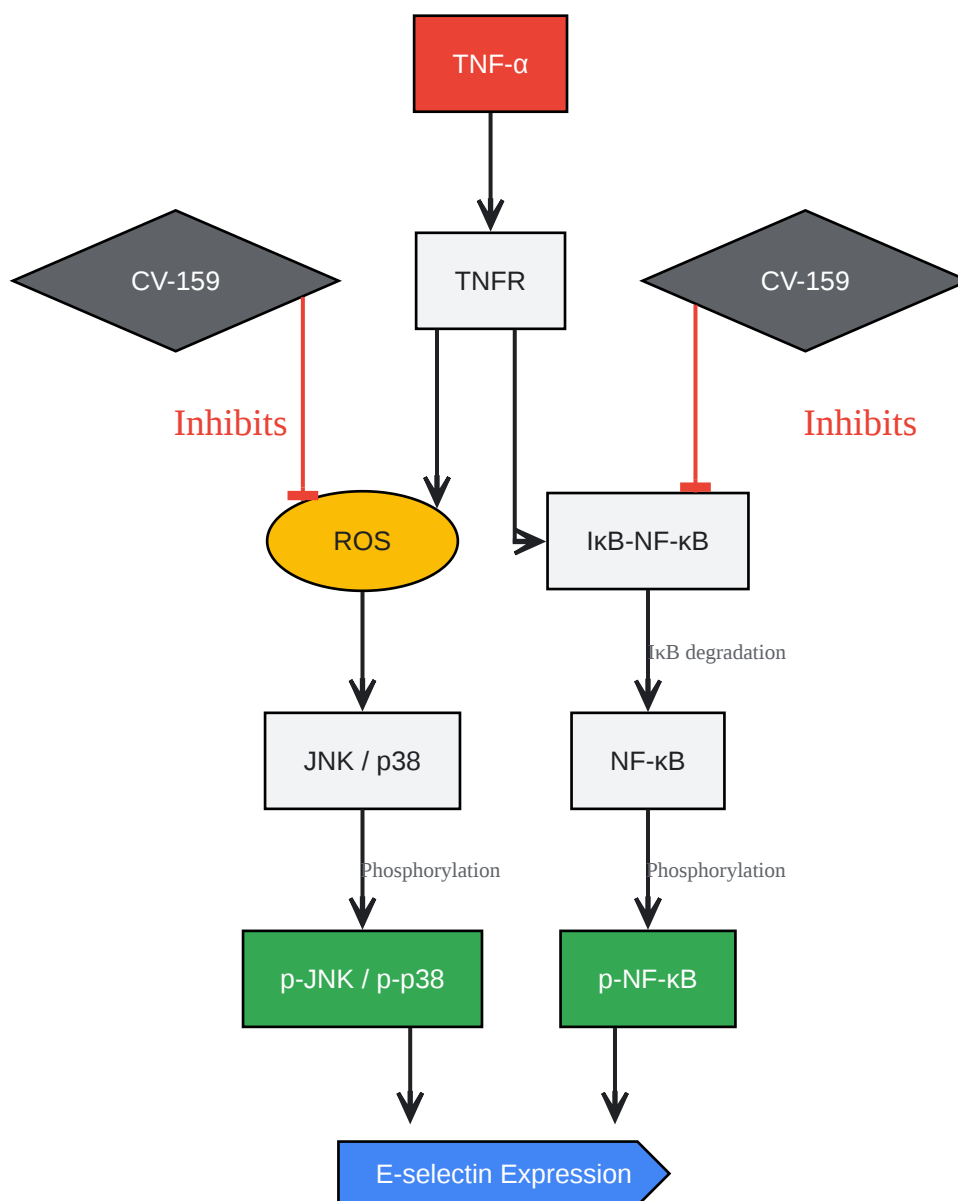 TNF-α
CV-159
TNFR
CV-159
Inhibits
Inhibits
ROS
IκB-NF-κB
IκB degradation
JNK / p38
NF-κB
Phosphorylation
Phosphorylation
p-JNK / p-p38
p-NF-κB
E-selectin Expression